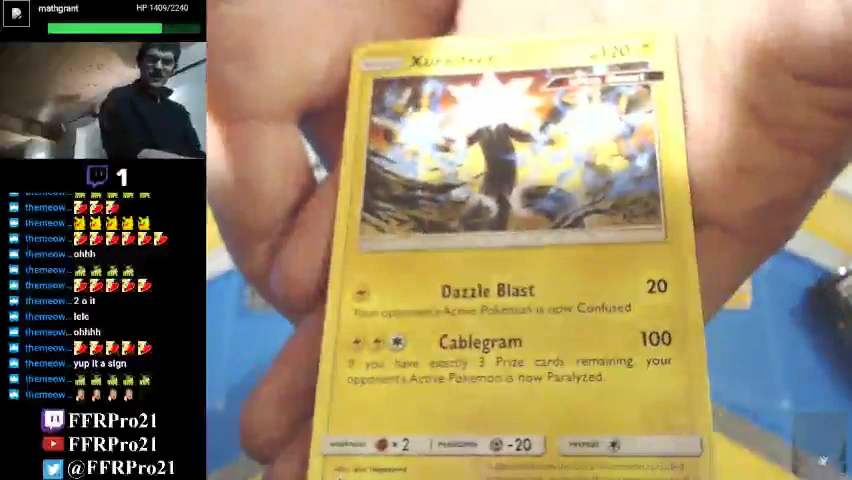 mathgrant
HP 1409/2240
1
themeow...
themeow...
themeow...
themeow...
themeow... ohhh
themeow...
themeow...
themeow... 2 o it
themeow... lele
themeow... ohhhh
themeow...
themeow... yup it a sign
themeow...
themeow...
FFRPro21
FFRPro21
@FFRPro21
120
Dazzle Blast 20
Your opponent's Active Pokémon is now Confused
Cablegram 100
If you have exactly 3 Prize cards remaining, your
opponent's Active Pokémon is now Paralyzed.
weakness ×2 resistance -20 retreat